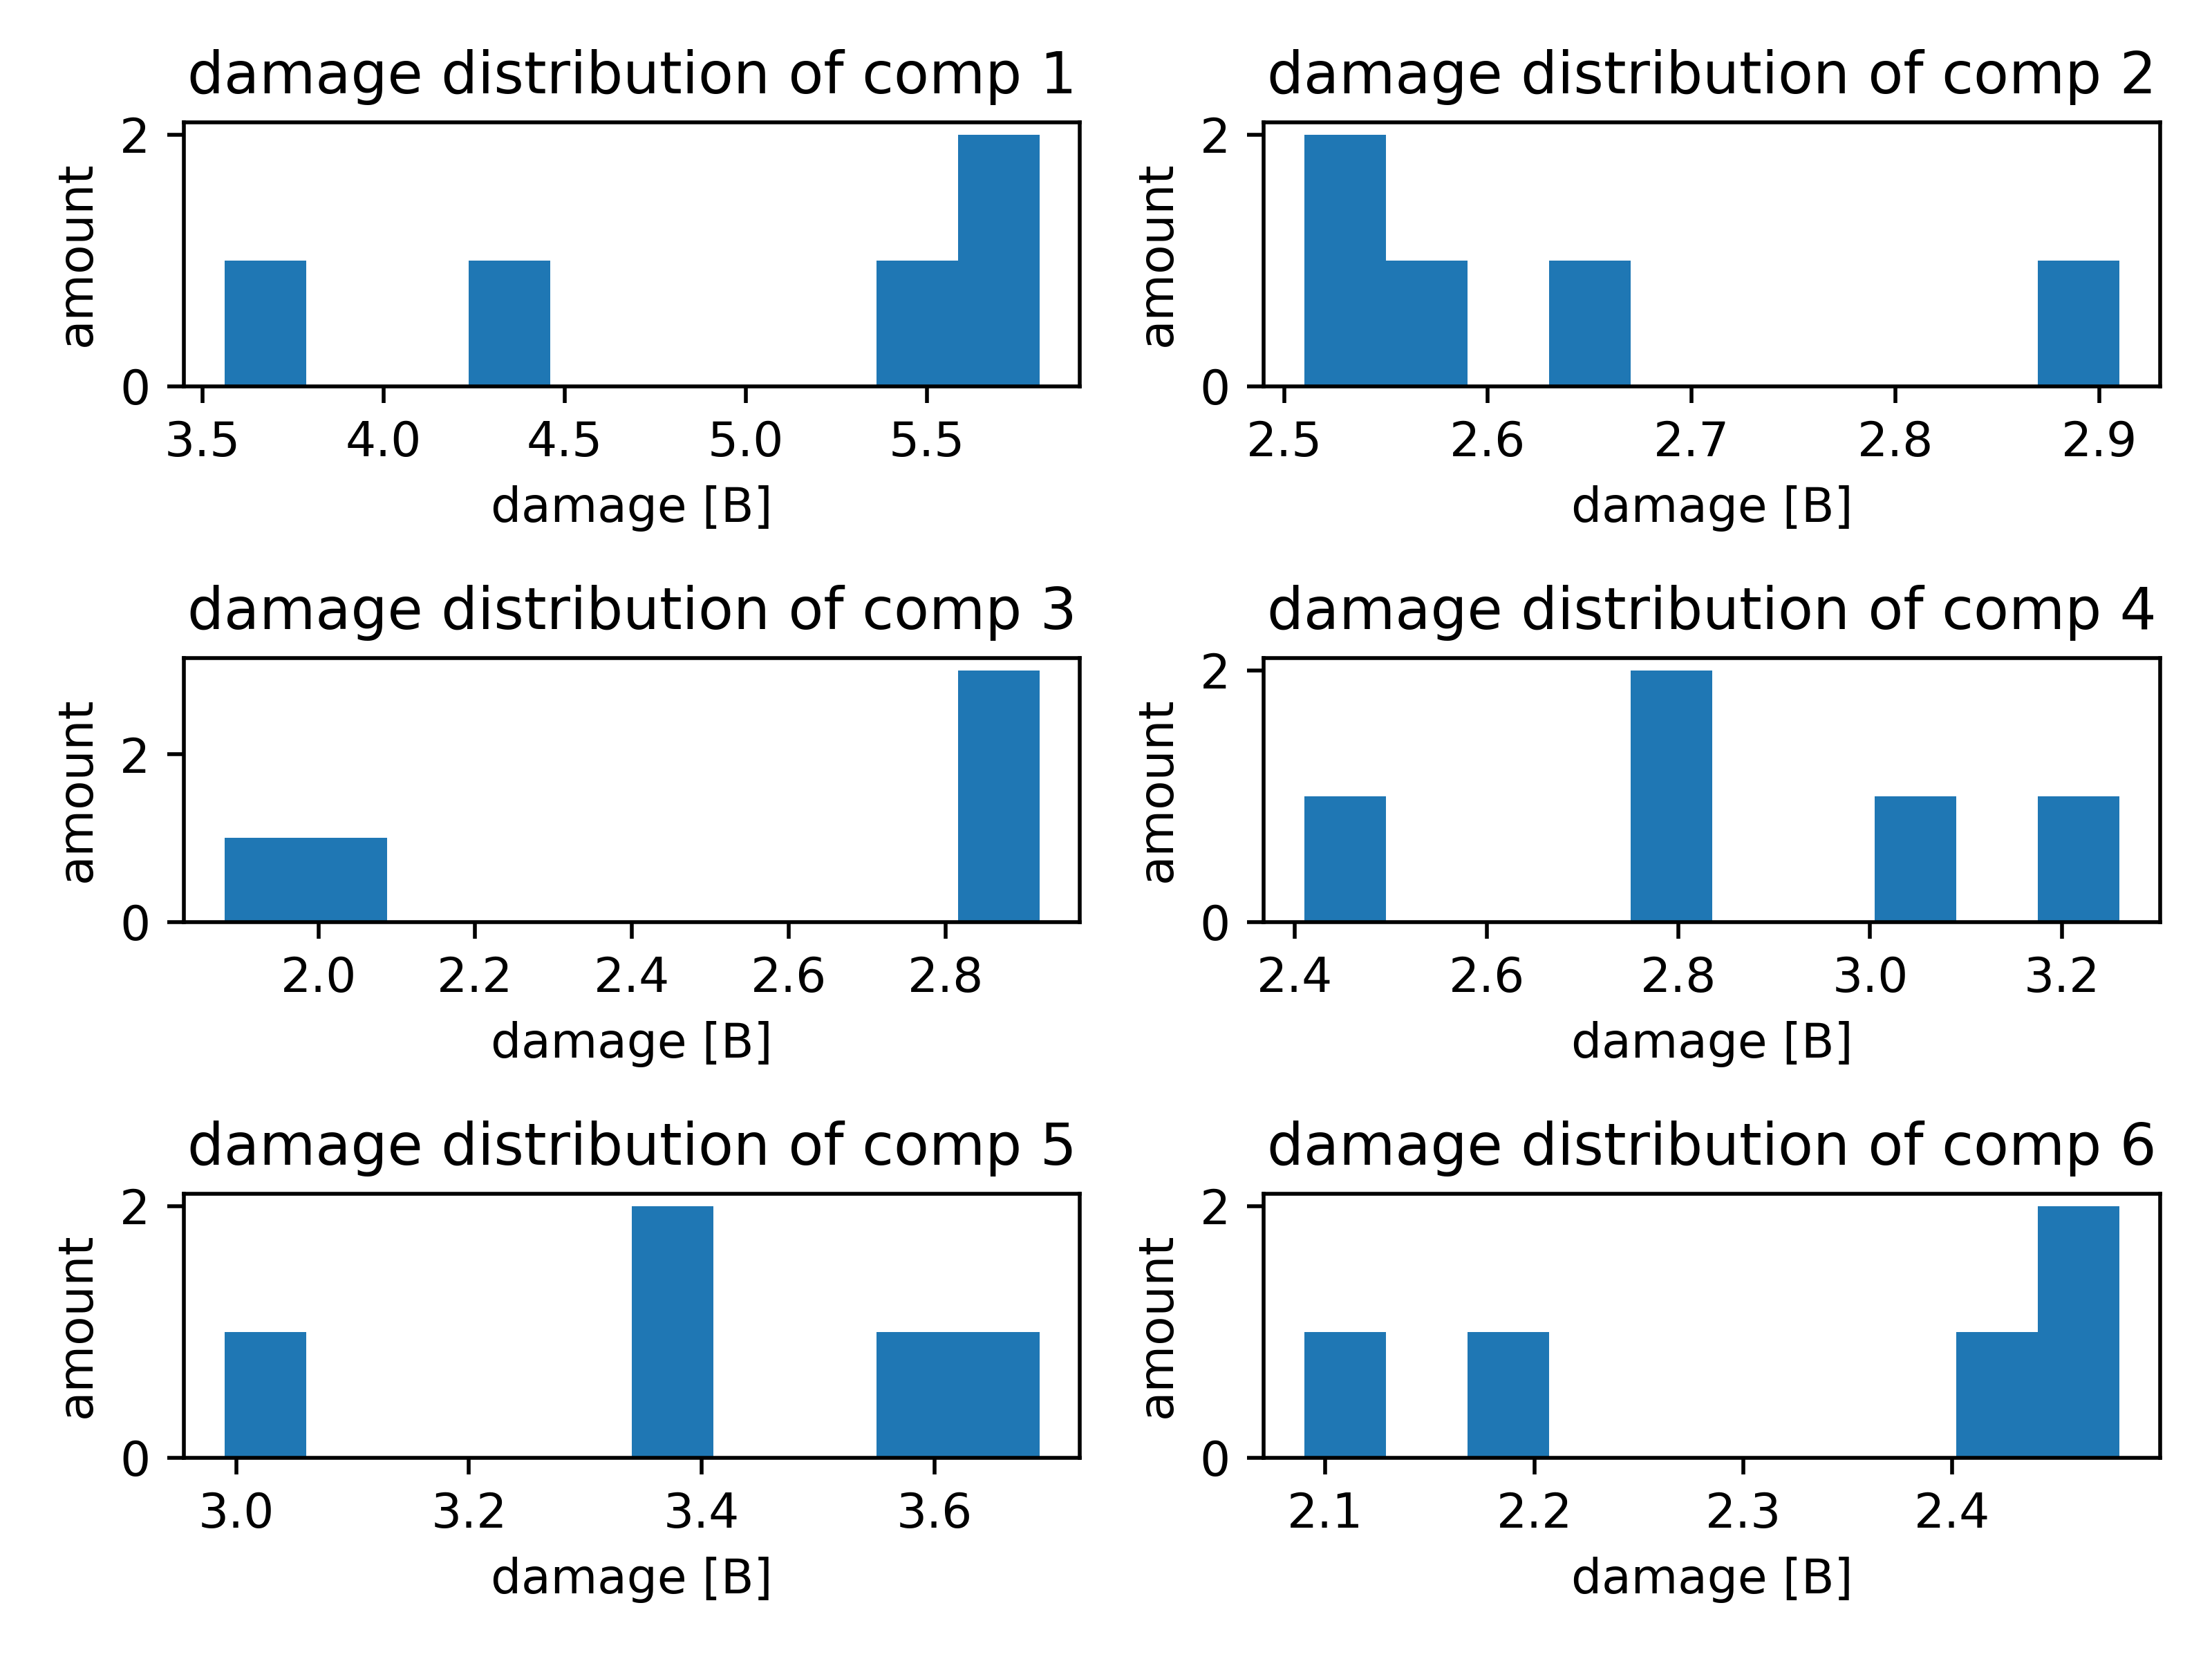 damage distribution of comp 1
amount
2
0
3.5 4.0 4.5 5.0 5.5
damage [B]
damage distribution of comp 2
amount
2
0
2.5 2.6 2.7 2.8 2.9
damage [B]
damage distribution of comp 3
amount
2
0
2.0 2.2 2.4 2.6 2.8
damage [B]
damage distribution of comp 4
amount
2
0
2.4 2.6 2.8 3.0 3.2
damage [B]
damage distribution of comp 5
amount
2
0
3.0 3.2 3.4 3.6
damage [B]
damage distribution of comp 6
amount
2
0
2.1 2.2 2.3 2.4
damage [B]